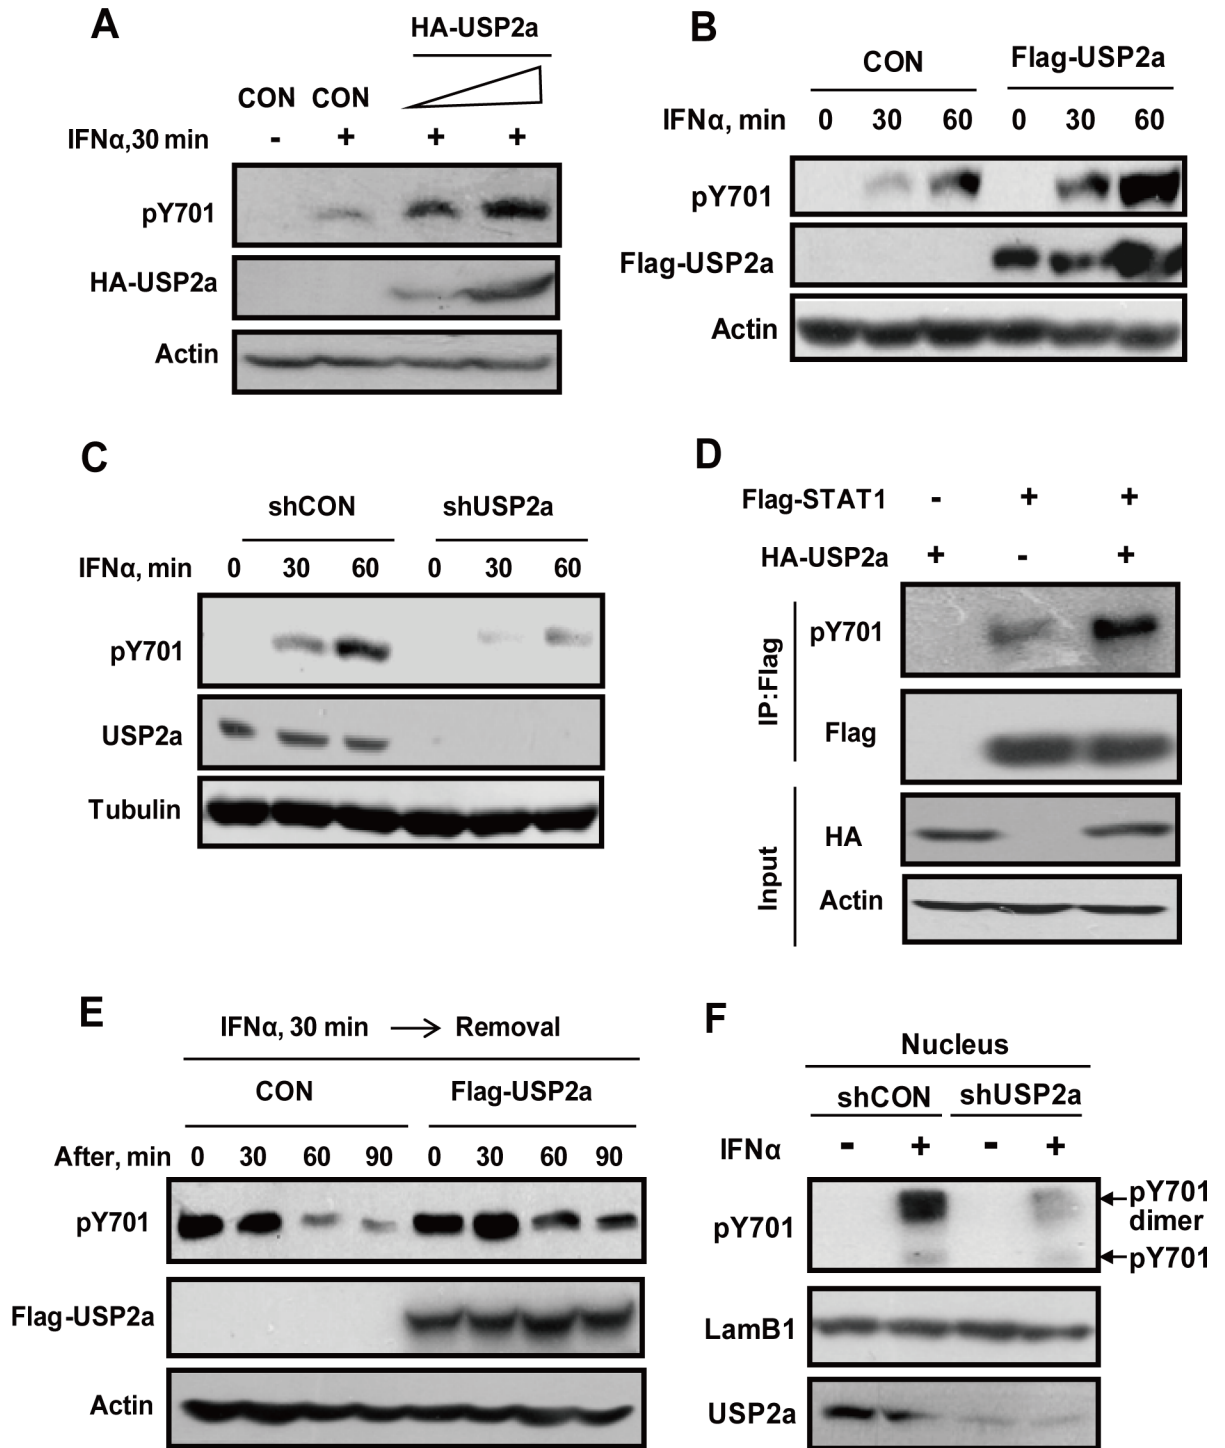 A
HA-USP2a
CON CON
IFNα,30 min - + + +
pY701
HA-USP2a
Actin
B
CON Flag-USP2a
IFNα, min 0 30 60 0 30 60
pY701
Flag-USP2a
Actin
C
shCON shUSP2a
IFNα, min 0 30 60 0 30 60
pY701
USP2a
Tubulin
D
Flag-STAT1 - + +
HA-USP2a + - +
IP:Flag
pY701
Flag
Input
HA
Actin
E
IFNα, 30 min → Removal
CON Flag-USP2a
After, min 0 30 60 90 0 30 60 90
pY701
Flag-USP2a
Actin
F
Nucleus
shCON shUSP2a
IFNα - + - +
pY701
pY701
dimer
pY701
LamB1
USP2a